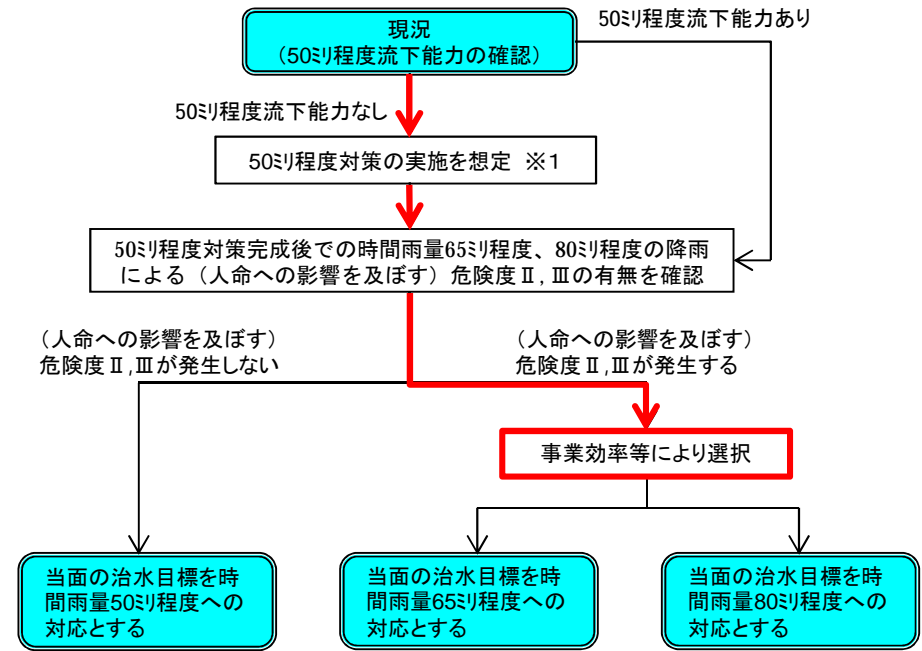 現況
(50ミリ程度流下能力の確認)
50ミリ程度流下能力あり
50ミリ程度流下能力なし
50ミリ程度対策の実施を想定 ※1
50ミリ程度対策完成後での時間雨量65ミリ程度、80ミリ程度の降雨
による（人命への影響を及ぼす）危険度Ⅱ,Ⅲの有無を確認
（人命への影響を及ぼす）
危険度Ⅱ,Ⅲが発生しない
（人命への影響を及ぼす）
危険度Ⅱ,Ⅲが発生する
事業効率等により選択
当面の治水目標を時
間雨量50ミリ程度への
対応とする
当面の治水目標を時
間雨量65ミリ程度への
対応とする
当面の治水目標を時
間雨量80ミリ程度への
対応とする